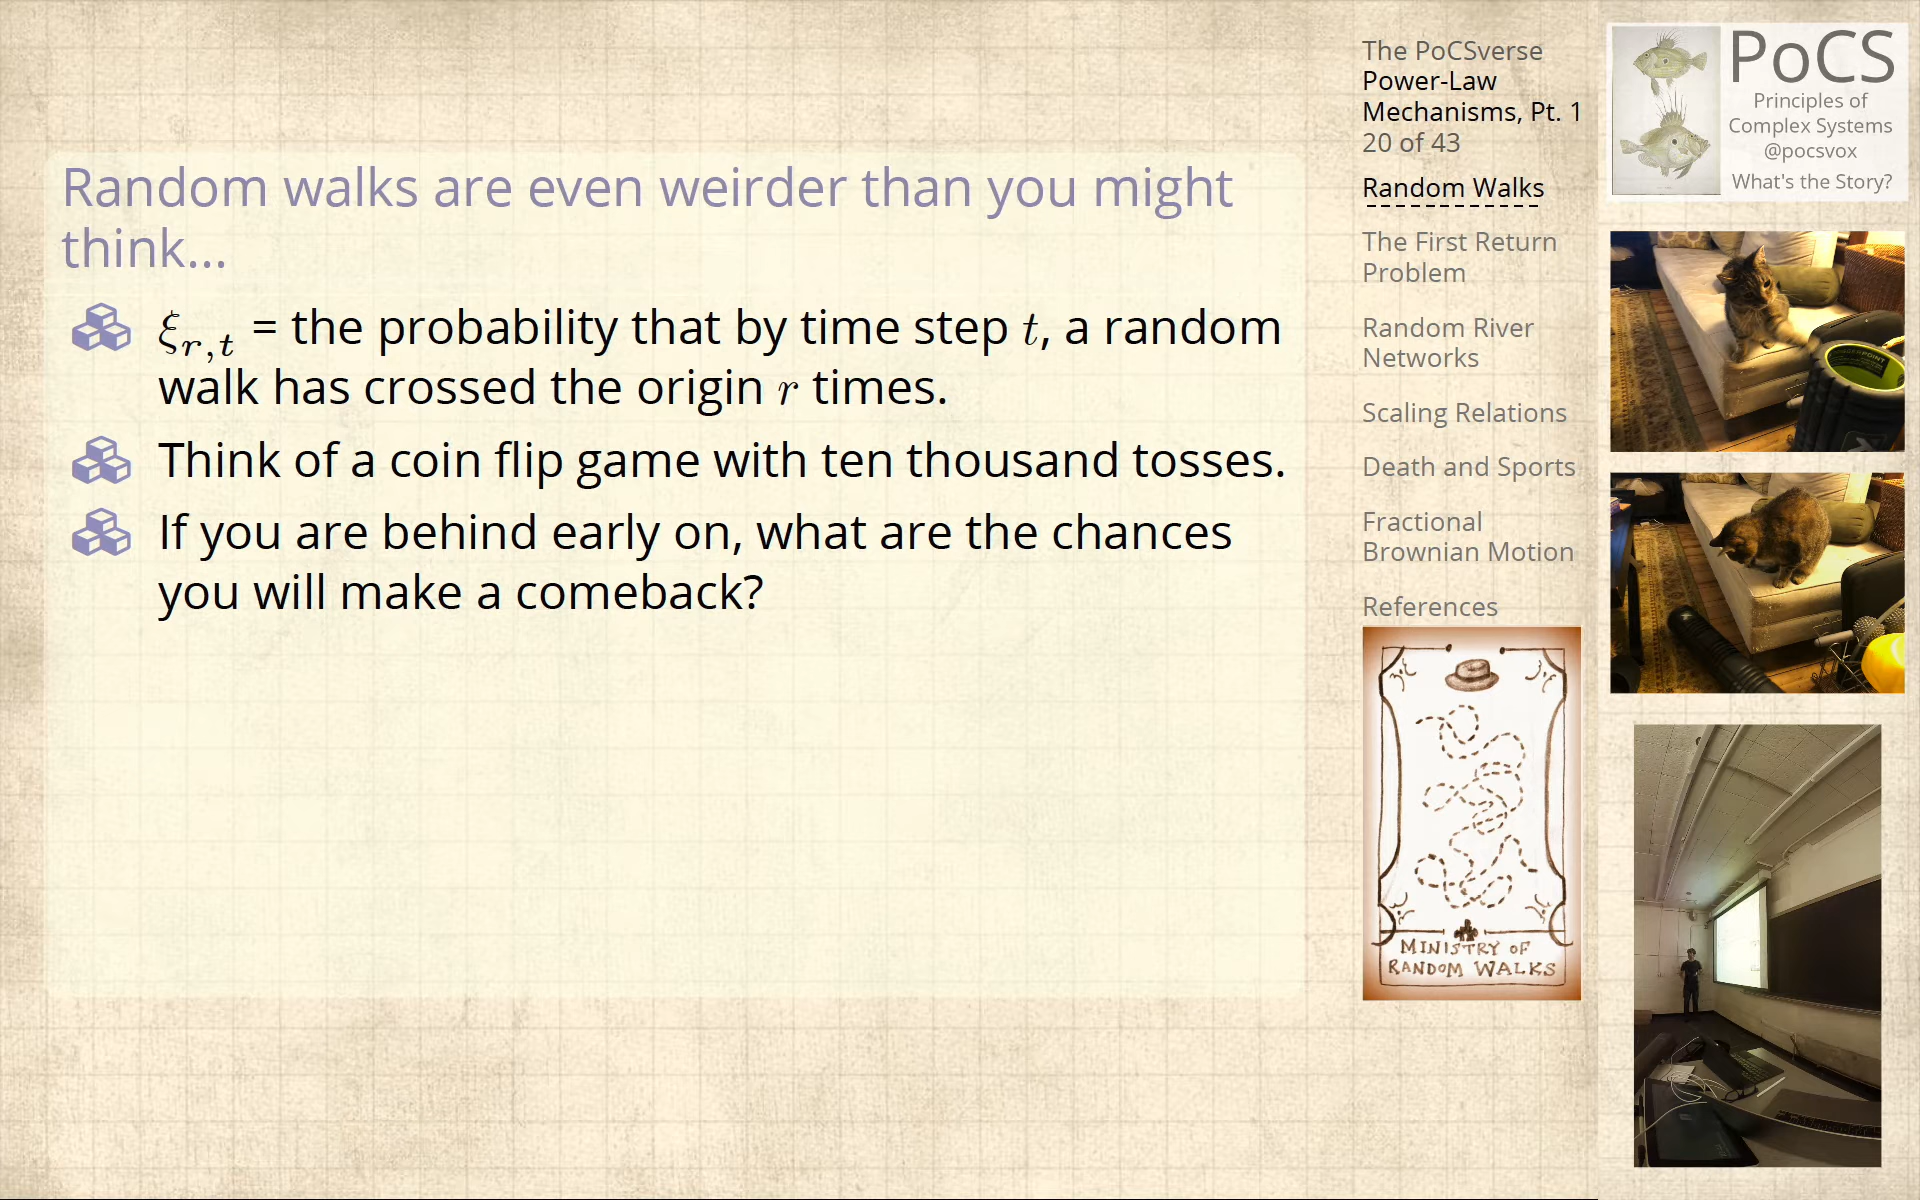 Random walks are even weirder than you might
think...
ξr,t = the probability that by time step t, a random
walk has crossed the origin r times.
Think of a coin flip game with ten thousand tosses.
If you are behind early on, what are the chances
you will make a comeback?
The PoCSverse
Power-Law
Mechanisms, Pt. 1
20 of 43
Random Walks
The First Return
Problem
Random River
Networks
Scaling Relations
Death and Sports
Fractional
Brownian Motion
References
MINISTRY OF
RANDOM WALKS
PoCS
Principles of
Complex Systems
@pocsvox
What's the Story?